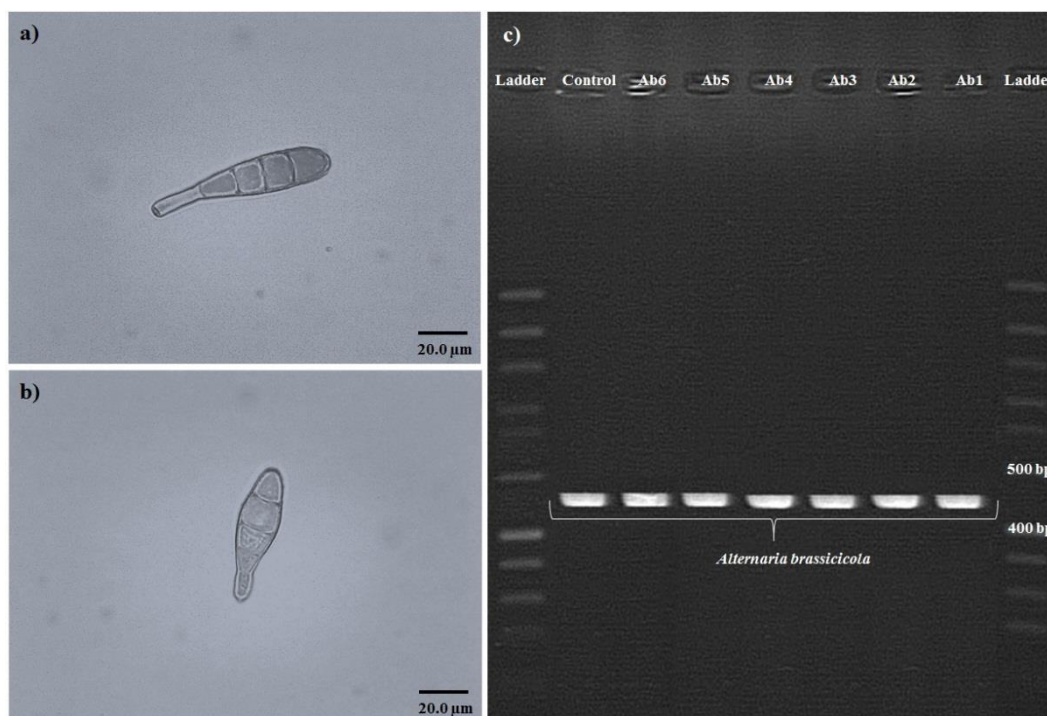 a)
20.0 µm
b)
20.0 µm
c)
Ladder Control Ab6 Ab5 Ab4 Ab3 Ab2 Ab1 Ladde
500 bp
400 bp
Alternaria brassicicola